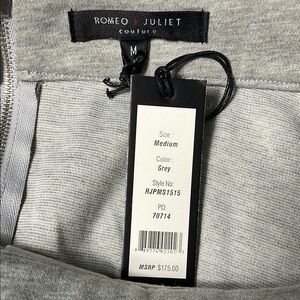 ROMEO & JULIET
couture
M
Size:
Medium
Color:
Grey
Style No:
RJPMS1515
PO:
70714
MSRP $175.00